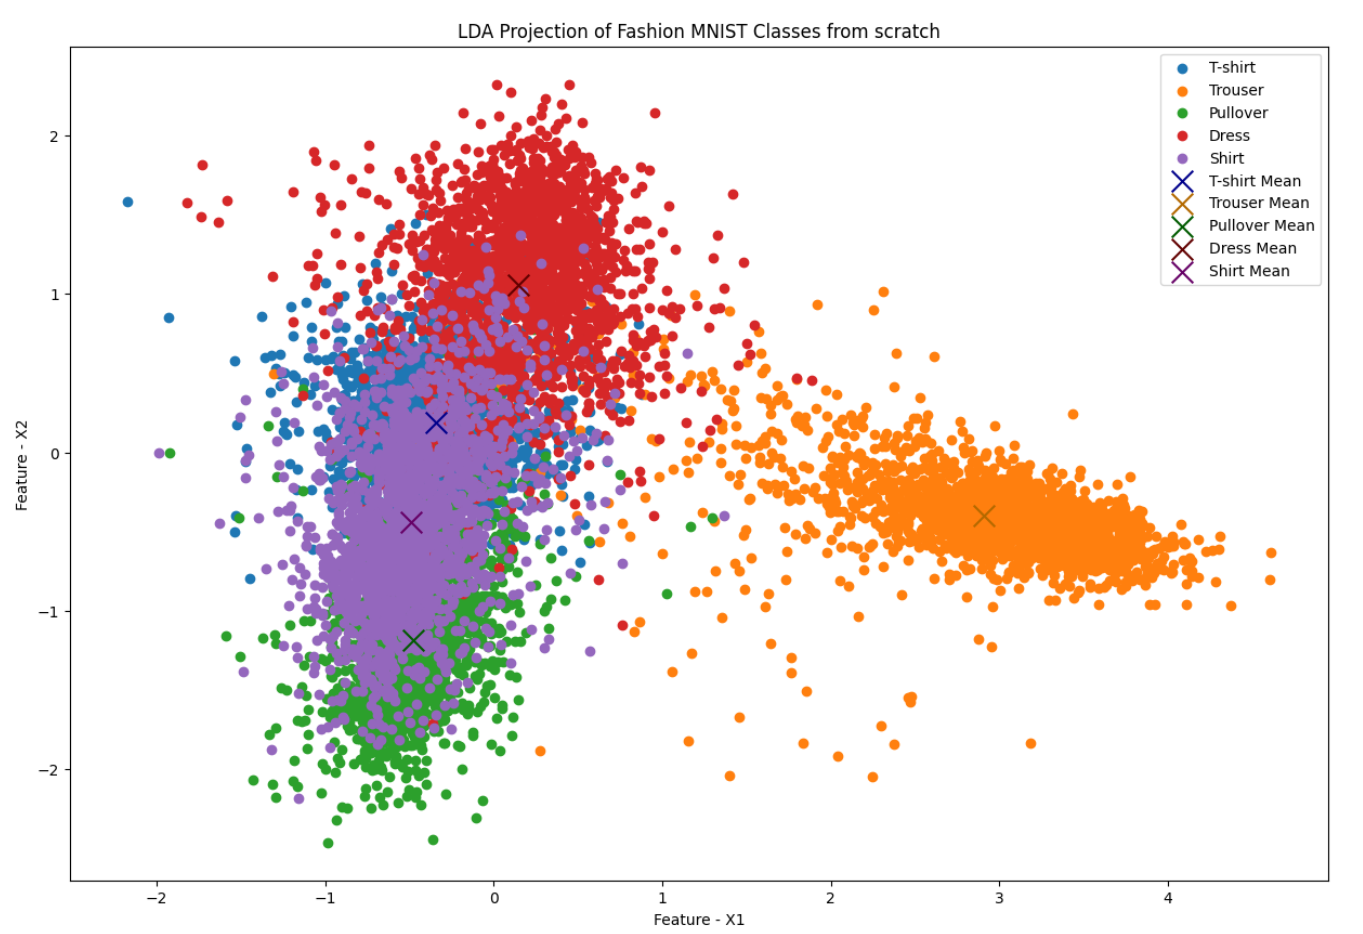 LDA Projection of Fashion MNIST Classes from scratch
T-shirt
Trouser
Pullover
Dress
Shirt
T-shirt Mean
Trouser Mean
Pullover Mean
Dress Mean
Shirt Mean
Feature - X2
2
1
0
−1
−2
−2
−1
0
1
2
3
4
Feature - X1